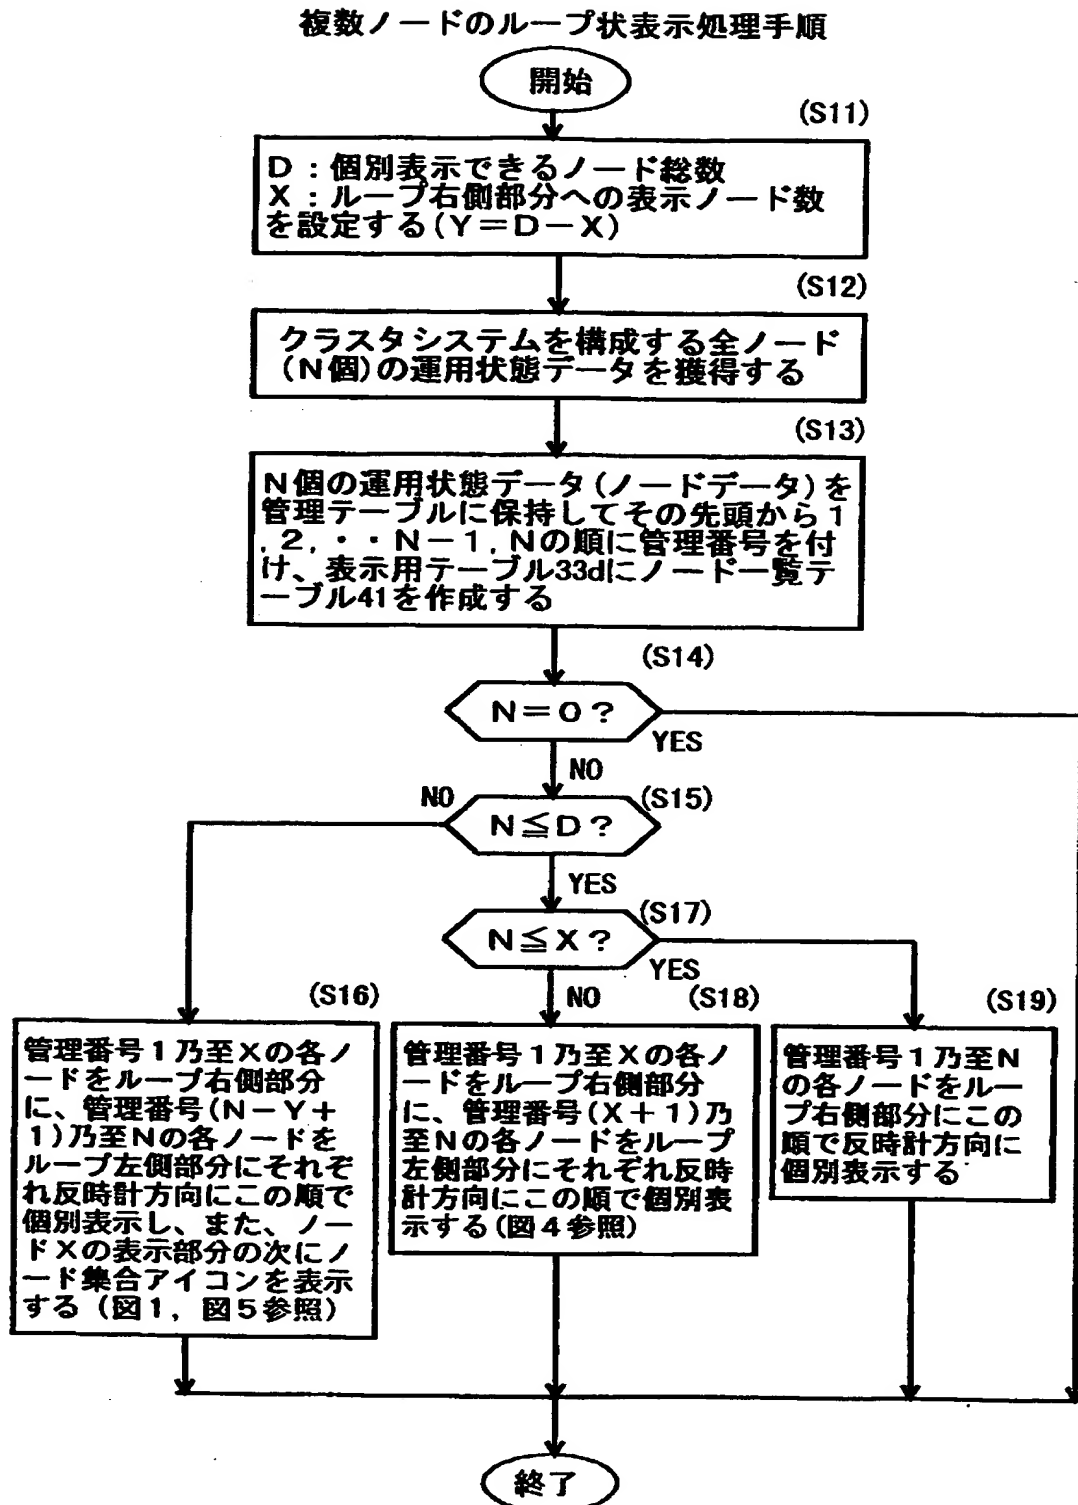 複数ノードのループ状表示処理手順
開始
(S11)
D：個別表示できるノード総数
X：ループ右側部分への表示ノード数
を設定する(Y＝D－X)
(S12)
クラスタシステムを構成する全ノード
(N個)の運用状態データを獲得する
(S13)
N個の運用状態データ(ノードデータ)を
管理テーブルに保持してその先頭から1
,2,・・N－1,Nの順に管理番号を付
け、表示用テーブル33dにノード一覧テ
ーブル41を作成する
(S14)
N＝0？
YES
NO
NO
(S15)
N≦D？
YES
(S17)
N≦X？
YES
NO
(S16)
管理番号1乃至Xの各ノ
ードをループ右側部分
に、管理番号(N－Y＋
1)乃至Nの各ノードを
ループ左側部分にそれぞ
れ反時計方向にこの順で
個別表示し、また、ノー
ドXの表示部分の次にノ
ード集合アイコンを表示
する(図1,図5参照)
(S18)
管理番号1乃至Xの各ノ
ードをループ右側部分
に、管理番号(X＋1)乃
至Nの各ノードをループ
左側部分にそれぞれ反時
計方向にこの順で個別表
示する(図4参照)
(S19)
管理番号1乃至N
の各ノードをルー
プ右側部分にこの
順で反時計方向に
個別表示する
終了